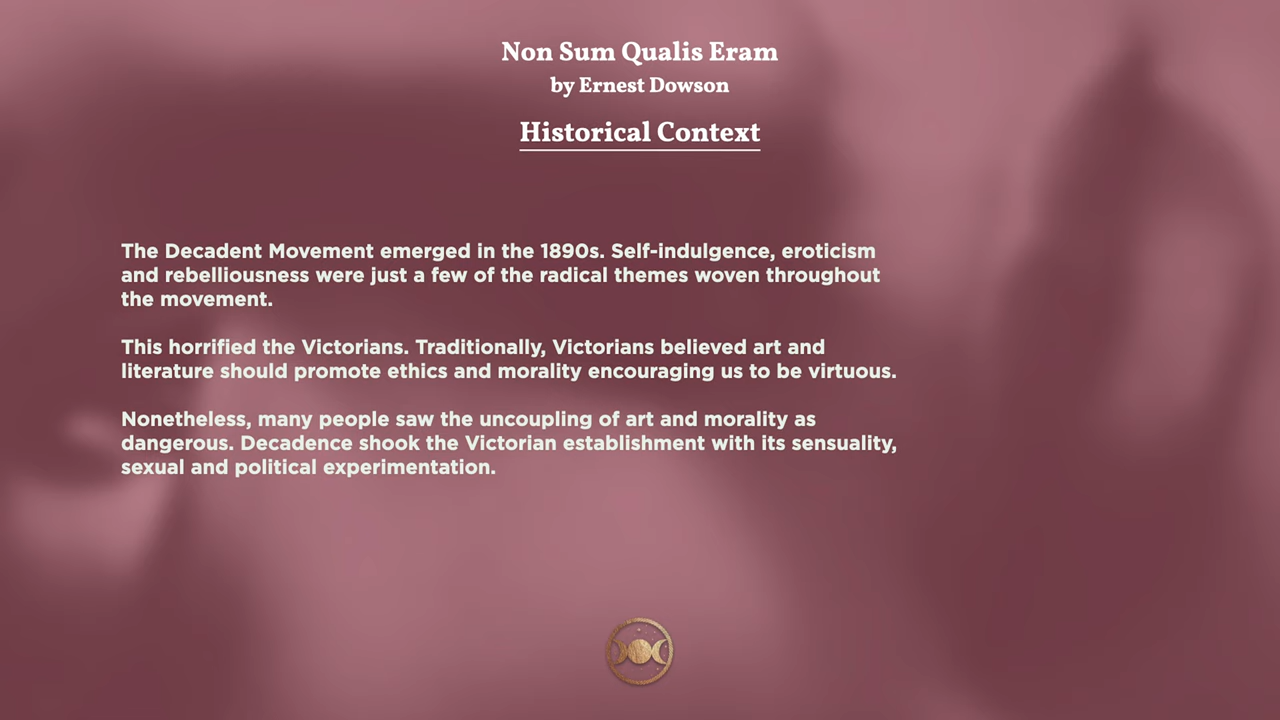 Non Sum Qualis Eram
by Ernest Dowson
Historical Context
The Decadent Movement emerged in the 1890s. Self-indulgence, eroticism
and rebelliousness were just a few of the radical themes woven throughout
the movement.
This horrified the Victorians. Traditionally, Victorians believed art and
literature should promote ethics and morality encouraging us to be virtuous.
Nonetheless, many people saw the uncoupling of art and morality as
dangerous. Decadence shook the Victorian establishment with its sensuality,
sexual and political experimentation.